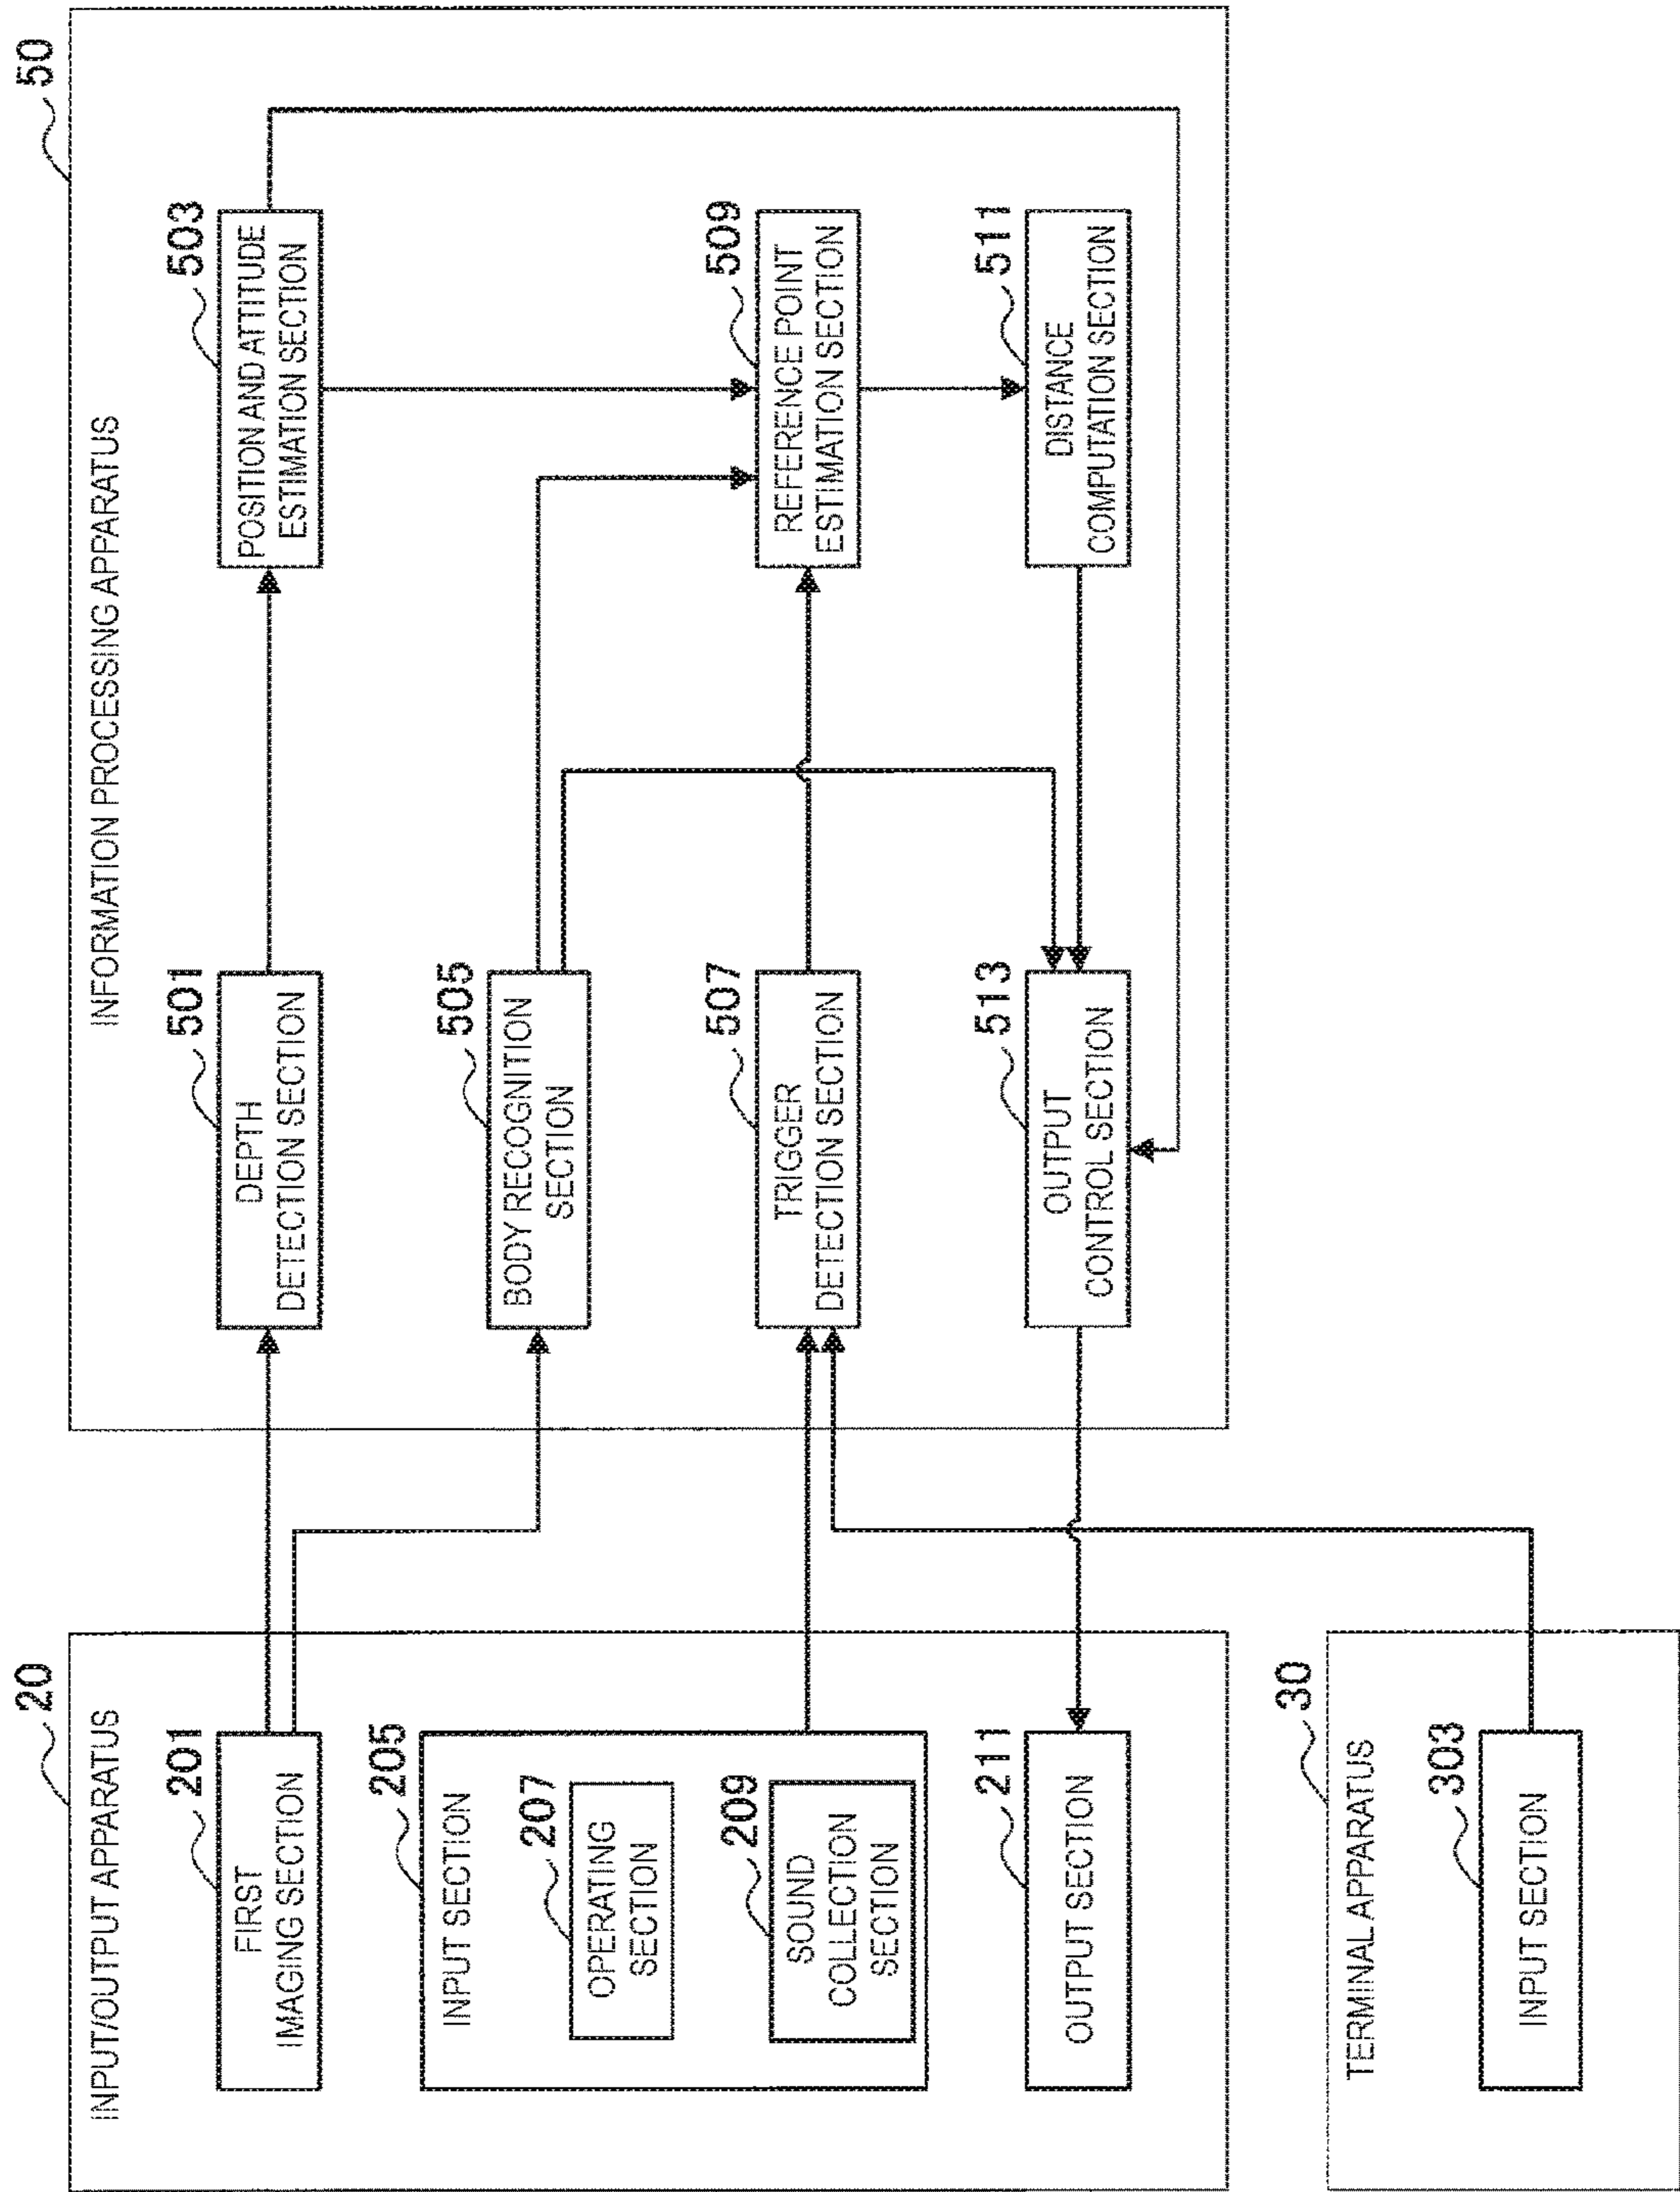 20
INPUT/OUTPUT APPARATUS
201
FIRST
IMAGING SECTION
205
INPUT SECTION
207
OPERATING
SECTION
209
SOUND
COLLECTION
SECTION
211
OUTPUT SECTION
30
TERMINAL APPARATUS
303
INPUT SECTION
50
INFORMATION PROCESSING APPARATUS
501
DEPTH
DETECTION SECTION
503
POSITION AND ATTITUDE
ESTIMATION SECTION
505
BODY RECOGNITION
SECTION
507
TRIGGER
DETECTION SECTION
509
REFERENCE POINT
ESTIMATION SECTION
513
OUTPUT
CONTROL SECTION
511
DISTANCE
COMPUTATION SECTION